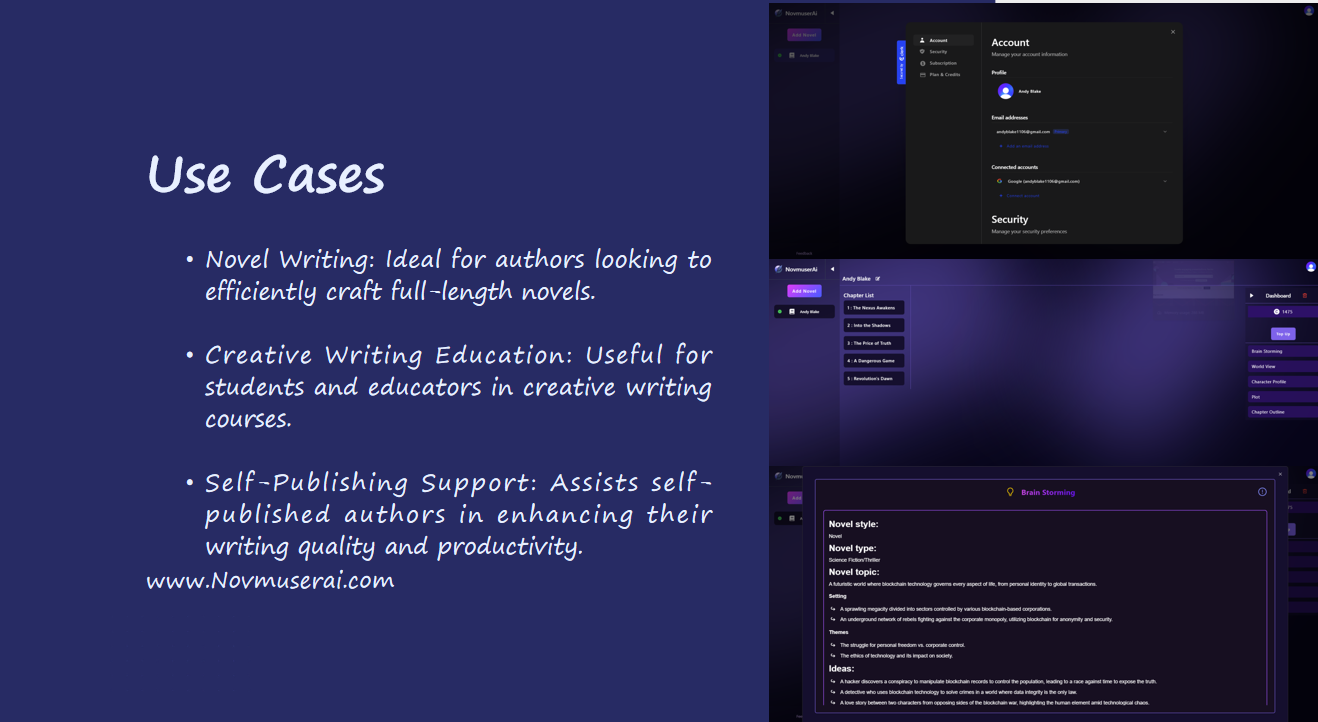 Use Cases
• Novel Writing: Ideal for authors looking to
efficiently craft full-length novels.
• Creative Writing Education: Useful for
students and educators in creative writing
courses.
• Self-Publishing Support: Assists self-
published authors in enhancing their
writing quality and productivity.
www.Novmuserai.com
NovmuserAi
Add Novel
Andy Blake
Account
Security
Subscription
Plan & Credits
Account
Manage your account information
Profile
Andy Blake
Email addresses
andyblake1106@gmail.com Primary
Connected accounts
Google (andyblake1106@gmail.com)
Security
Manage your security preferences
NovmuserAi
Add Novel
Andy Blake
Andy Blake
Chapter List
1 : The Nexus Awakens
2 : Into the Shadows
3 : The Price of Truth
4 : A Dangerous Game
5 : Revolution's Dawn
Dashboard
1475
Top Up
Brain Storming
World View
Character Profile
Plot
Chapter Outline
Brain Storming
Novel style:
Novel
Novel type:
Science Fiction/Thriller
Novel topic:
A futuristic world where blockchain technology governs every aspect of life, from personal identity to global transactions.
Setting
A sprawling megacity divided into sectors controlled by various blockchain-based corporations.
An underground network of rebels fighting against the corporate monopoly, utilizing blockchain for anonymity and security.
Themes
The struggle for personal freedom vs. corporate control.
The ethics of technology and its impact on society.
Ideas:
A hacker discovers a conspiracy to manipulate blockchain records to control the population, leading to a race against time to expose the truth.
A detective who uses blockchain technology to solve crimes in a world where data integrity is the only law.
A love story between two characters from opposing sides of the blockchain war, highlighting the human element amid technological chaos.